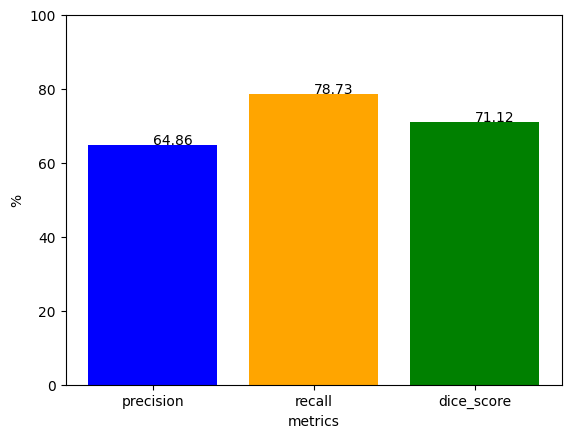 100
80
60
40
20
0
%
64.86
78.73
71.12
precision
recall
dice_score
metrics